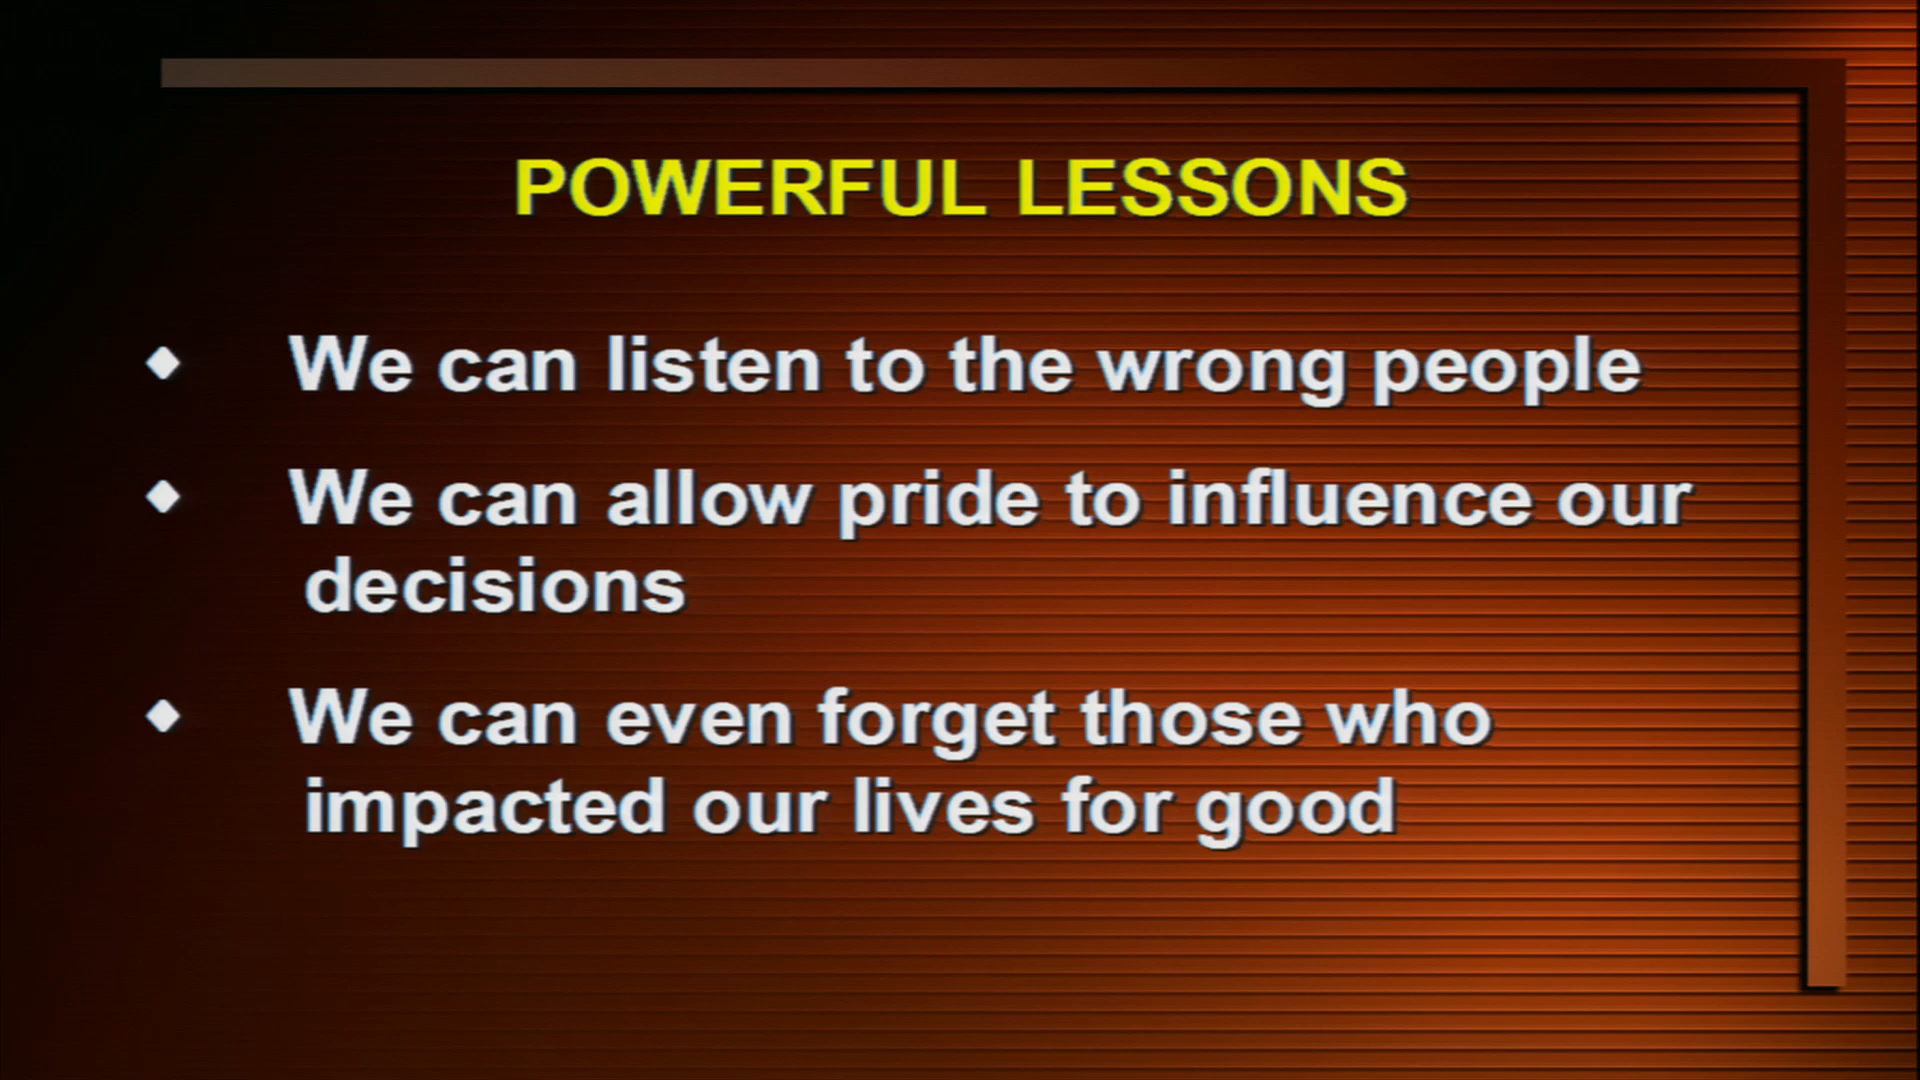 POWERFUL LESSONS
We can listen to the wrong people
We can allow pride to influence our
decisions
We can even forget those who
impacted our lives for good